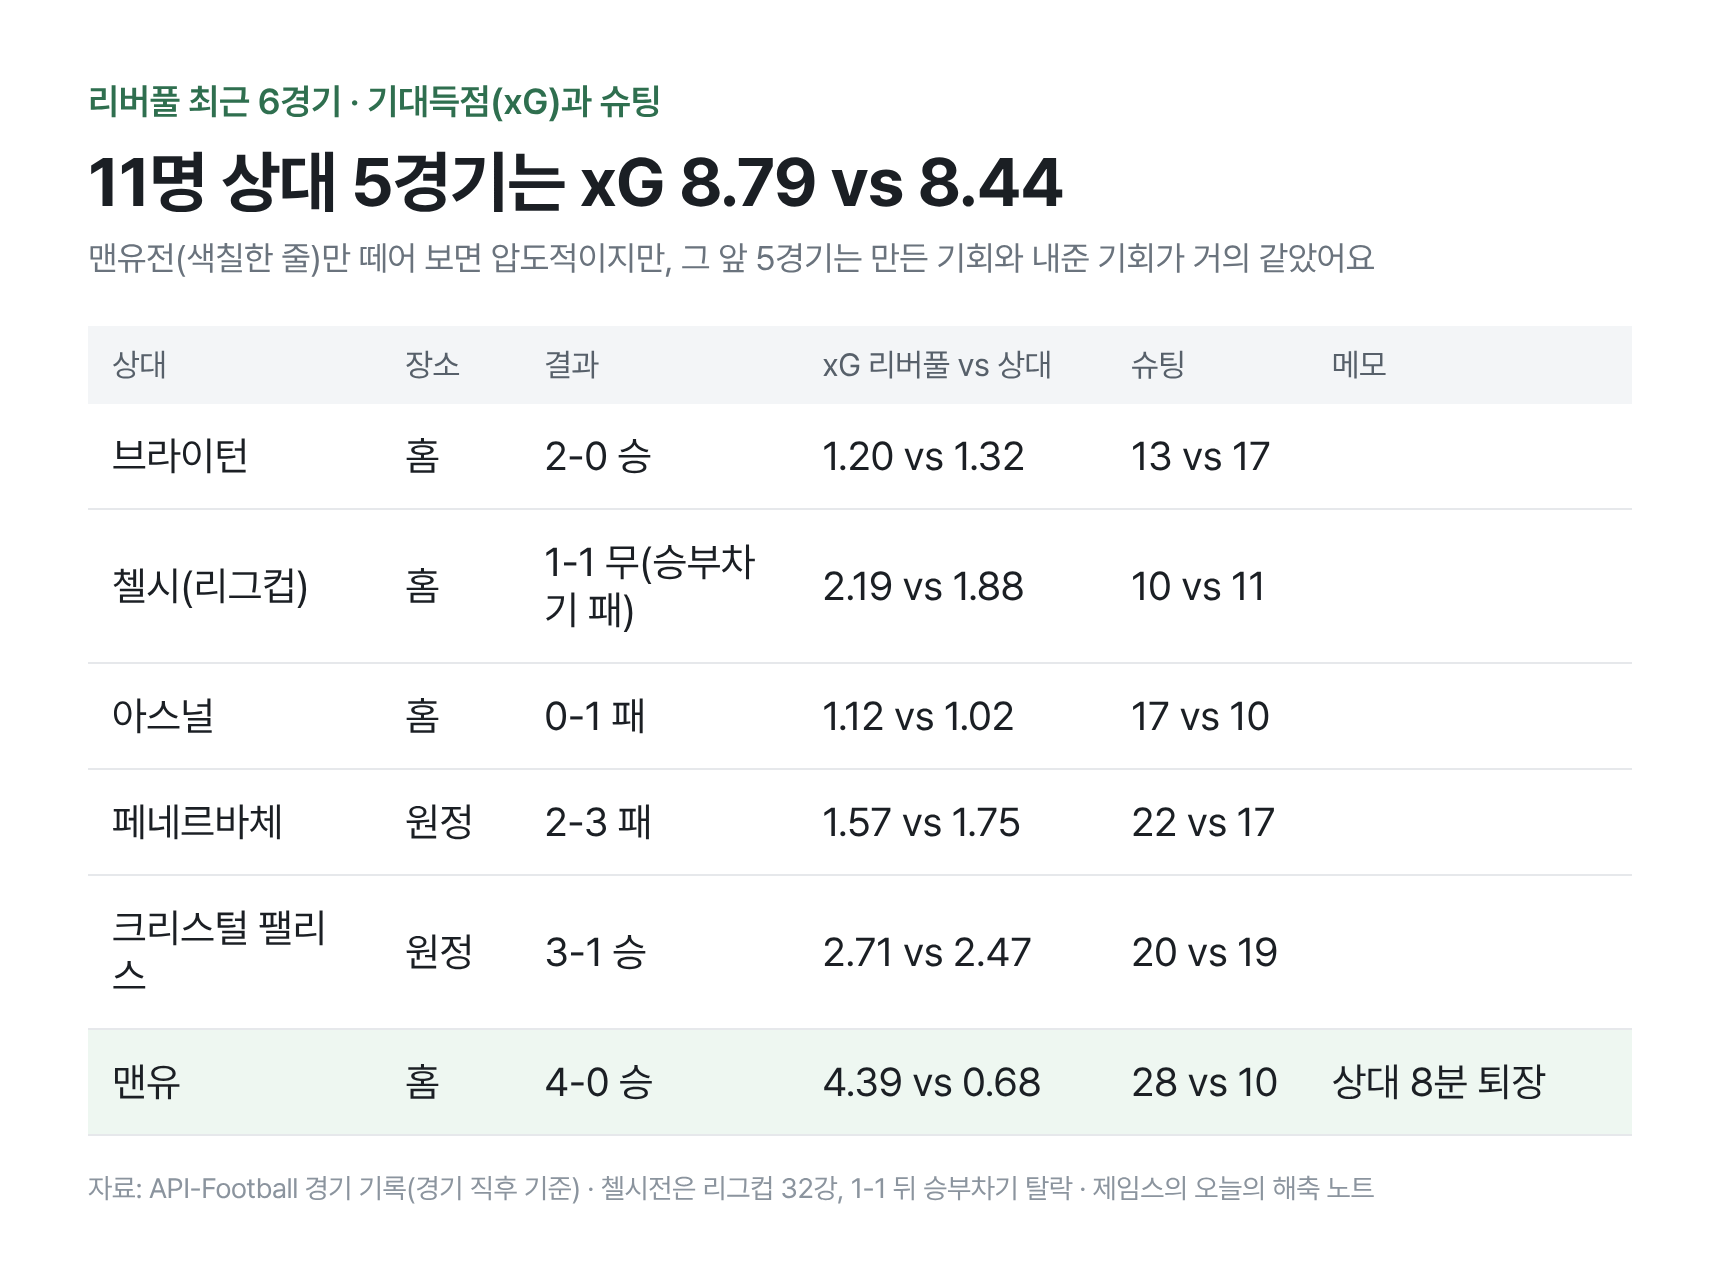 리버풀 최근 6경기 · 기대득점(xG)과 슈팅
11명 상대 5경기는 xG 8.79 vs 8.44
맨유전(색칠한 줄)만 떼어 보면 압도적이지만, 그 앞 5경기는 만든 기회와 내준 기회가 거의 같았어요
상대 장소 결과 xG 리버풀 vs 상대 슈팅 메모
브라이턴 홈 2-0 승 1.20 vs 1.32 13 vs 17
첼시(리그컵) 홈 1-1 무(승부차
기 패) 2.19 vs 1.88 10 vs 11
아스널 홈 0-1 패 1.12 vs 1.02 17 vs 10
페네르바체 원정 2-3 패 1.57 vs 1.75 22 vs 17
크리스털 팰리
스 원정 3-1 승 2.71 vs 2.47 20 vs 19
맨유 홈 4-0 승 4.39 vs 0.68 28 vs 10 상대 8분 퇴장
자료: API-Football 경기 기록(경기 직후 기준) · 첼시전은 리그컵 32강, 1-1 뒤 승부차기 탈락 · 제임스의 오늘의 해축 노트